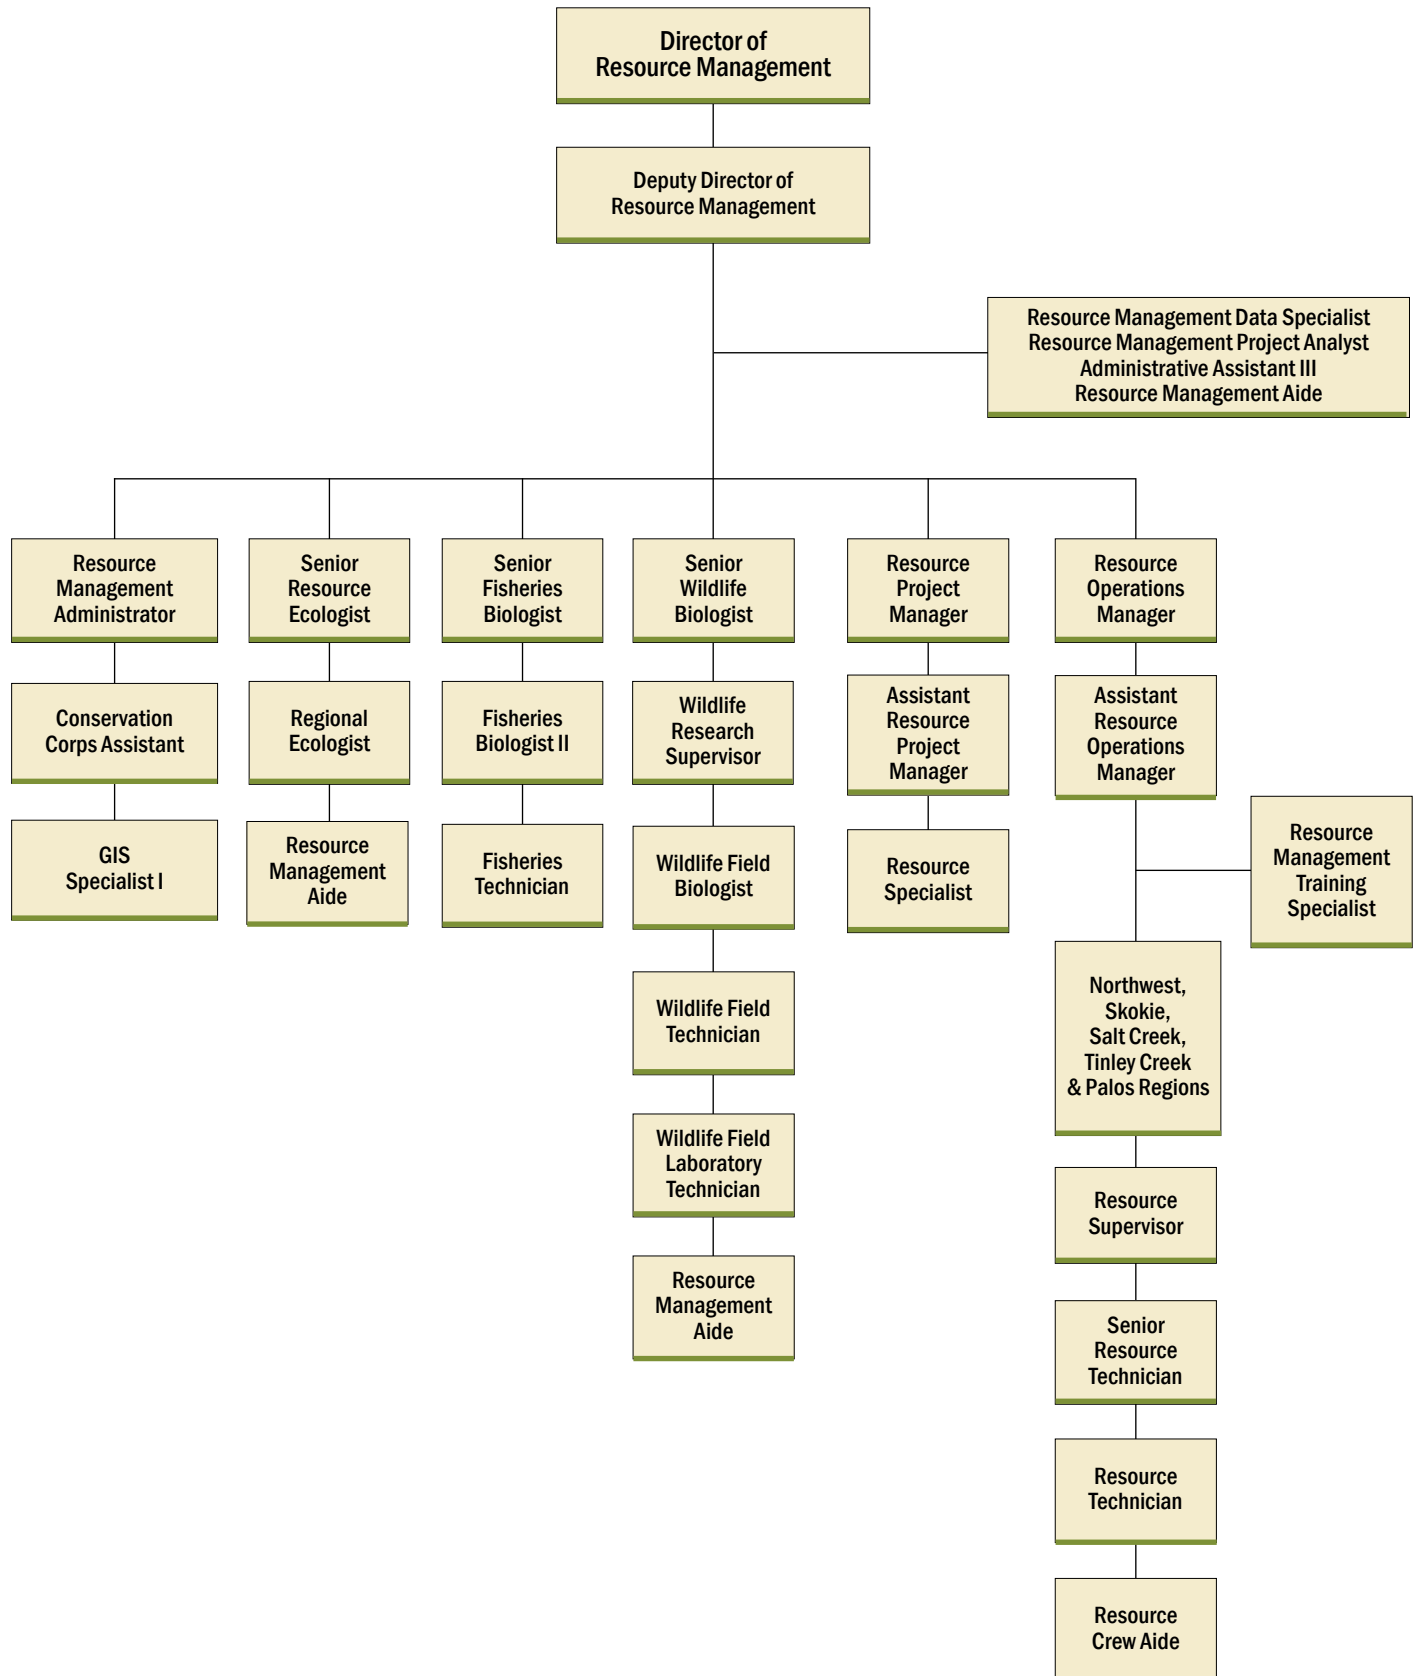 Director of
Resource Management
Deputy Director of
Resource Management
Resource Management Data Specialist
Resource Management Project Analyst
Administrative Assistant III
Resource Management Aide
Resource
Management
Administrator
Senior
Resource
Ecologist
Senior
Fisheries
Biologist
Senior
Wildlife
Biologist
Resource
Project
Manager
Resource
Operations
Manager
Conservation
Corps Assistant
Regional
Ecologist
Fisheries
Biologist II
Wildlife
Research
Supervisor
Assistant
Resource
Project
Manager
Assistant
Resource
Operations
Manager
GIS
Specialist I
Resource
Management
Aide
Fisheries
Technician
Wildlife Field
Biologist
Resource
Specialist
Resource
Management
Training
Specialist
Wildlife Field
Technician
Northwest,
Skokie,
Salt Creek,
Tinley Creek
& Palos Regions
Wildlife Field
Laboratory
Technician
Resource
Supervisor
Resource
Management
Aide
Senior
Resource
Technician
Resource
Technician
Resource
Crew Aide